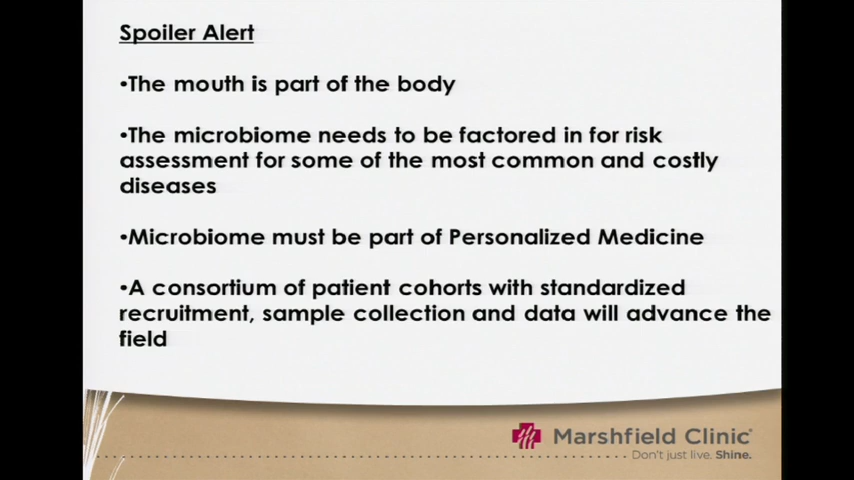 Spoiler Alert
•The mouth is part of the body
•The microbiome needs to be factored in for risk
assessment for some of the most common and costly
diseases
•Microbiome must be part of Personalized Medicine
•A consortium of patient cohorts with standardized
recruitment, sample collection and data will advance the
field
Marshfield Clinic®
Don't just live. Shine.